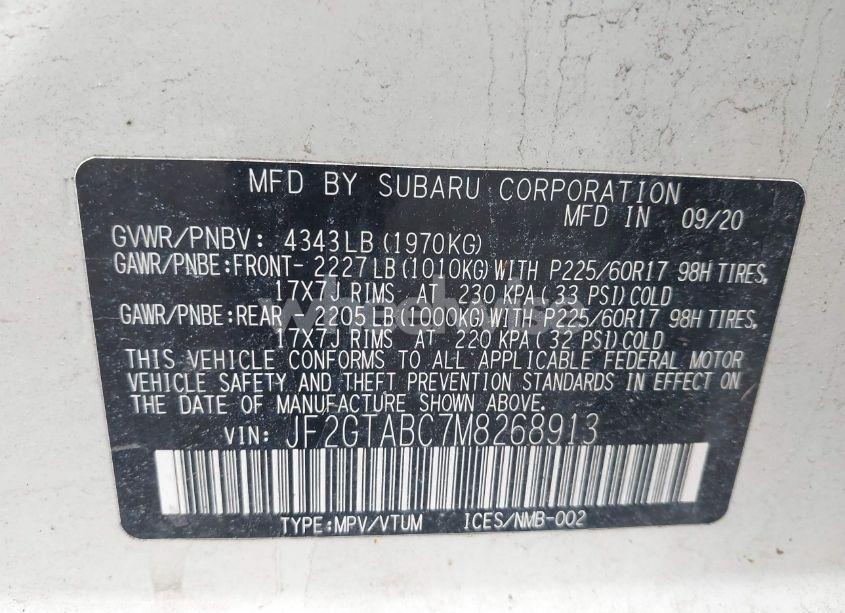 MFD BY SUBARU CORPORATION
MFD IN 09/20
GVWR/PNBV: 4343LB(1970KG)
GAWR/PNBE:FRONT- 2227LB(1010KG)WITH P225/60R17 98H TIRES,
17X7J RIMS, AT 230 KPA(33 PSI)COLD
GAWR/PNBE:REAR - 2205LB(1000KG)WITH P225/60R17 98H TIRES,
17X7J RIMS AT 220 KPA(32 PSI)COLD
THIS VEHICLE CONFORMS TO ALL APPLICABLE FEDERAL MOTOR
VEHICLE SAFETY AND THEFT PREVENTION STANDARDS IN EFFECT ON
THE DATE OF MANUFACTURE SHOWN ABOVE.
VIN: JF2GTABC7M8268913
TYPE:MPV/VTUM ICES/NMB-002